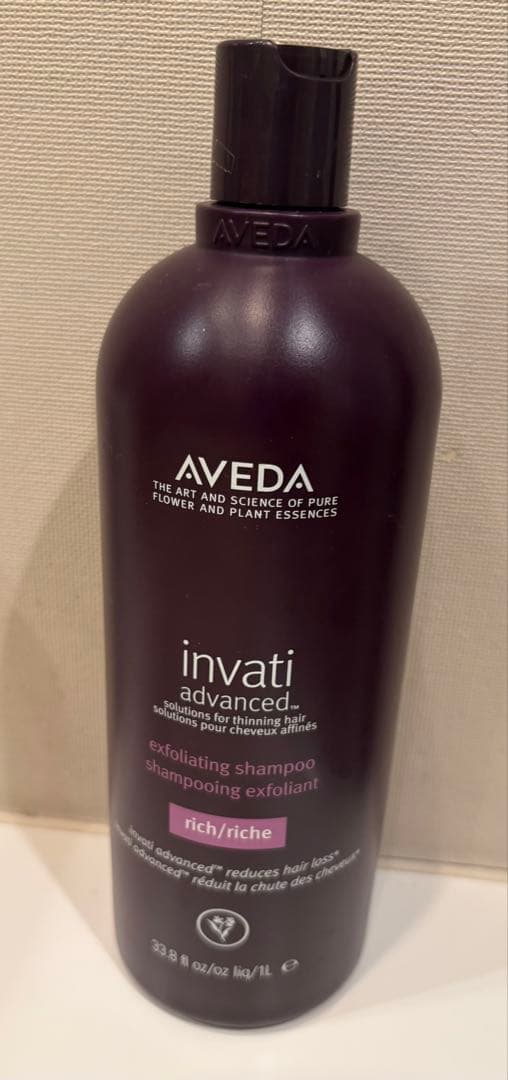 AVEDA
AVEDA
THE ART AND SCIENCE OF PURE
FLOWER AND PLANT ESSENCES
invati
advanced™
solutions for thinning hair
solutions pour cheveux affinés
exfoliating shampoo
shampooing exfoliant
rich/riche
invati advanced™ reduces hair loss*
invati advanced™ réduit la chute des cheveux*
33.8 fl oz/oz liq/1L ℮